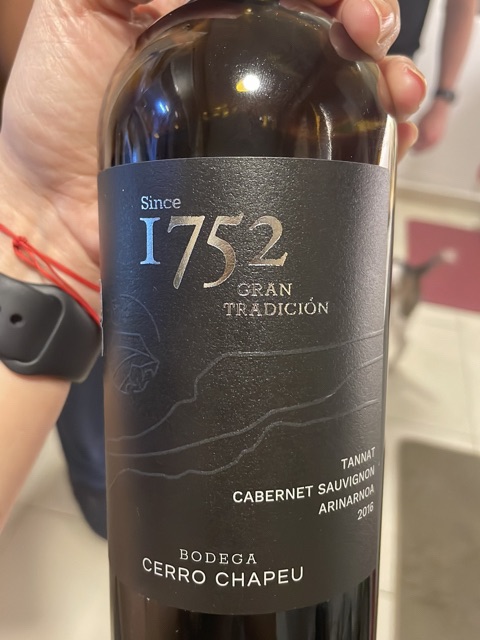 Since
1752
GRAN
TRADICIÓN
TANNAT
CABERNET SAUVIGNON
ARINARNOA
2016
BODEGA
CERRO CHAPEU